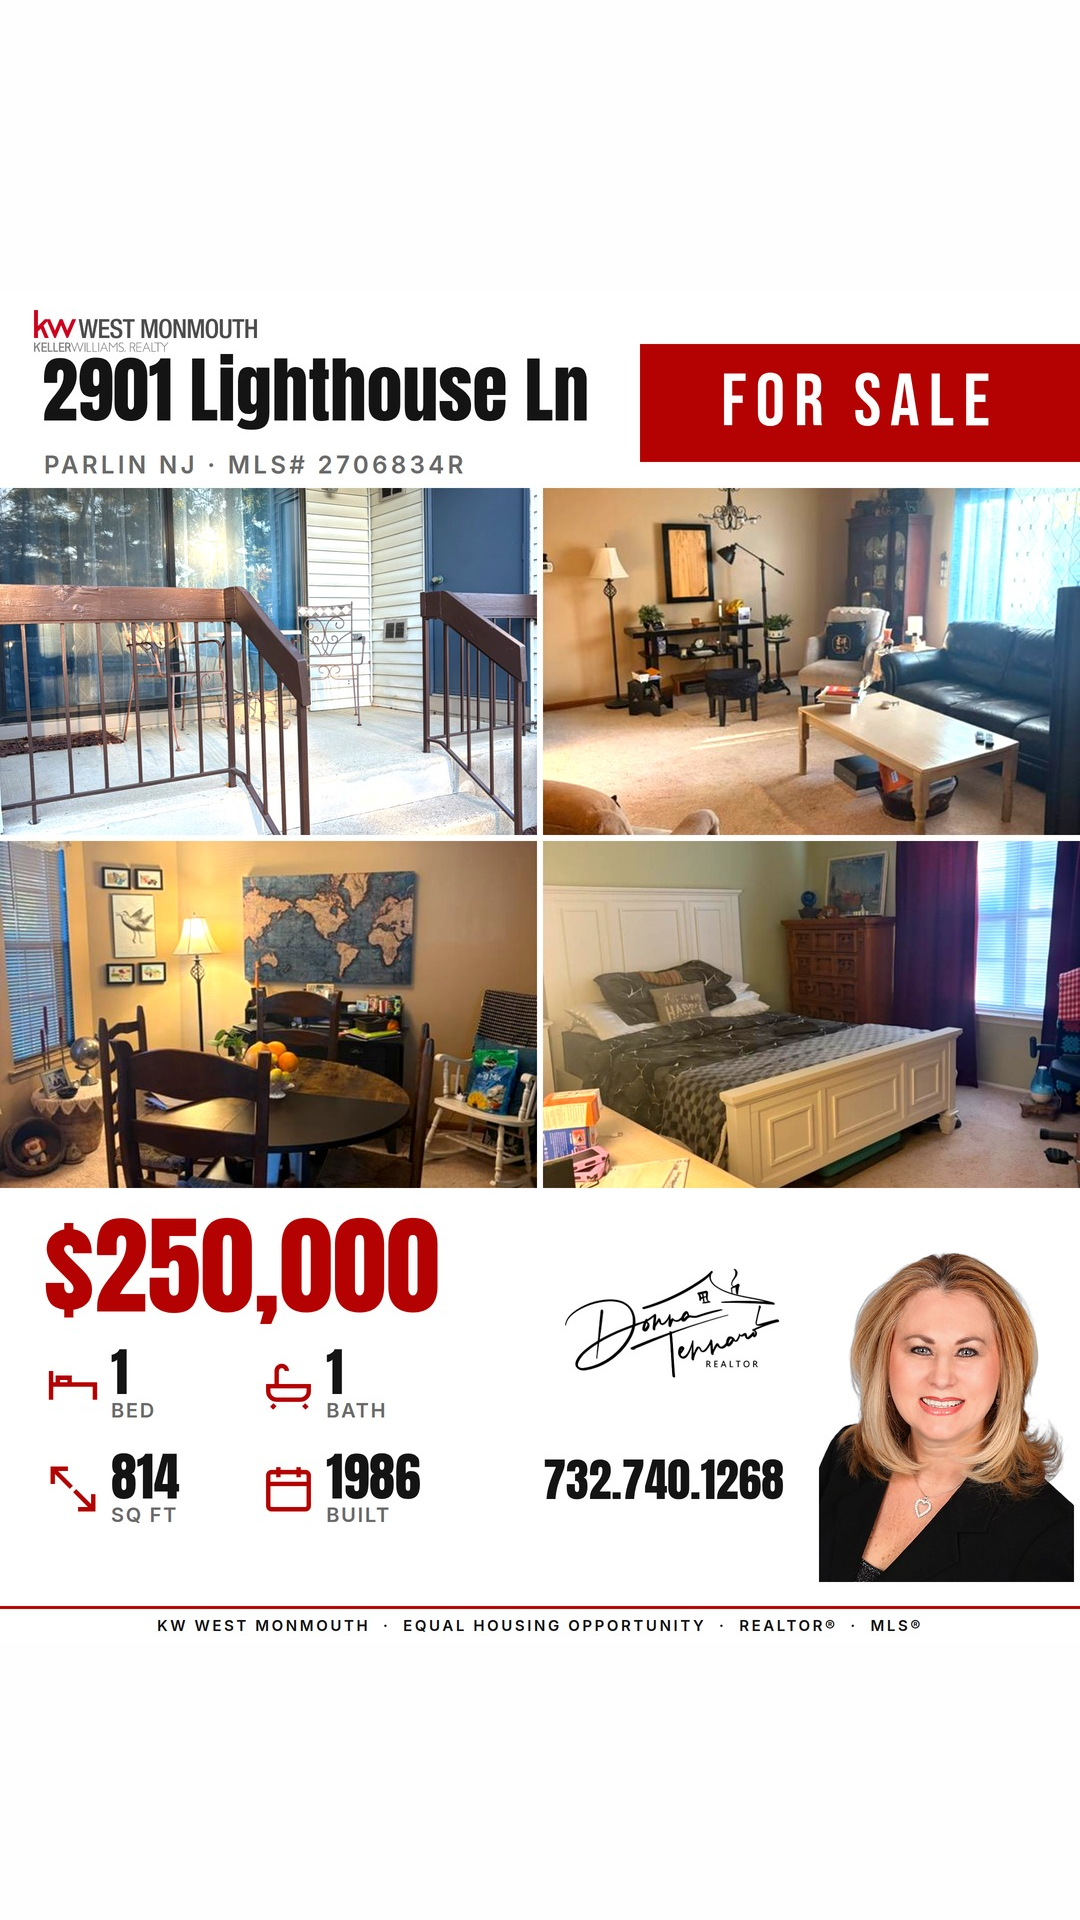 kw WEST MONMOUTH
KELLERWILLIAMS. REALTY
2901 Lighthouse Ln
FOR SALE
PARLIN NJ · MLS# 2706834R
$250,000
1
BED
1
BATH
814
SQ FT
1986
BUILT
Donna
Tennaro
REALTOR
732.740.1268
KW WEST MONMOUTH · EQUAL HOUSING OPPORTUNITY · REALTOR® · MLS®